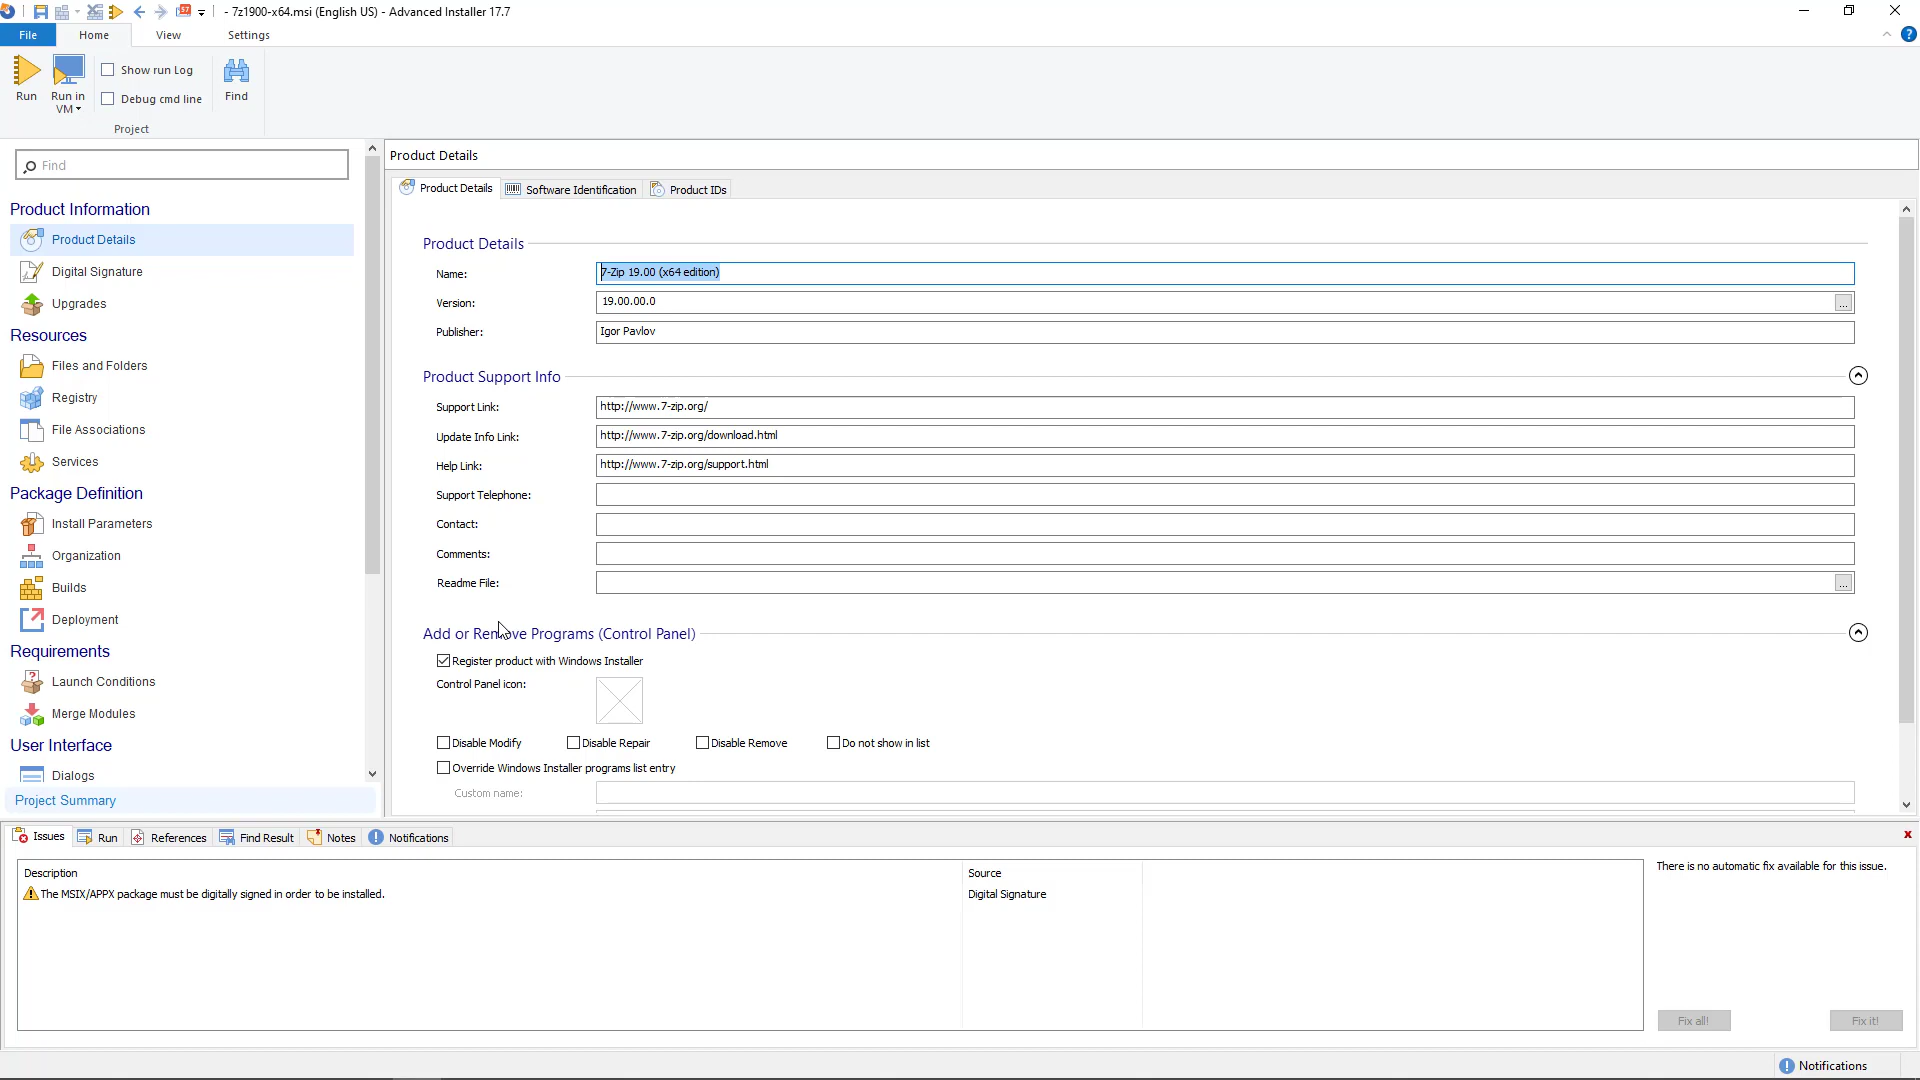 57
- 7z1900-x64.msi (English US) - Advanced Installer 17.7
File
Home
View
Settings
?
Run
Run in VM
Show run Log
Debug cmd line
Find
Project
Find
Product Information
Product Details
Digital Signature
Upgrades
Resources
Files and Folders
Registry
File Associations
Services
Package Definition
Install Parameters
Organization
Builds
Deployment
Requirements
Launch Conditions
Merge Modules
User Interface
Dialogs
Project Summary
Product Details
Product Details
Software Identification
Product IDs
Product Details
Name: 7-Zip 19.00 (x64 edition)
Version: 19.00.00.0 ...
Publisher: Igor Pavlov
Product Support Info
Support Link: http://www.7-zip.org/
Update Info Link: http://www.7-zip.org/download.html
Help Link: http://www.7-zip.org/support.html
Support Telephone:
Contact:
Comments:
Readme File: ...
Add or Remove Programs (Control Panel)
Register product with Windows Installer
Control Panel icon:
Disable Modify
Disable Repair
Disable Remove
Do not show in list
Override Windows Installer programs list entry
Custom name:
Issues
Run
References
Find Result
Notes
Notifications
x
Description
Source
The MSIX/APPX package must be digitally signed in order to be installed.
Digital Signature
There is no automatic fix available for this issue.
Fix all!
Fix it!
Notifications